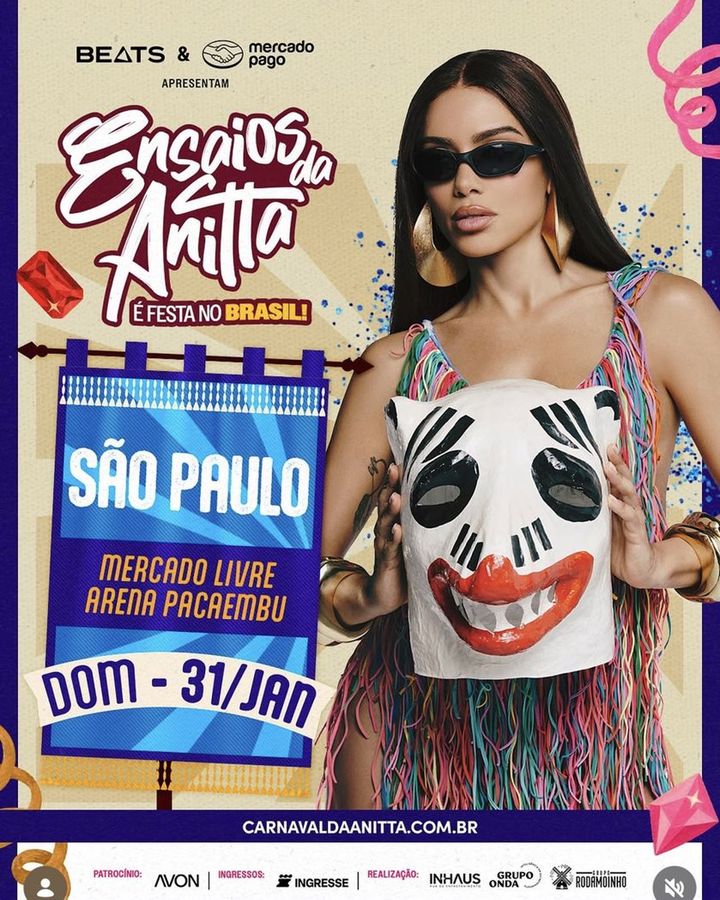 BEATS & mercado pago
APRESENTAM
Ensaios da
Anitta
É FESTA NO BRASIL!
SÃO PAULO
MERCADO LIVRE
ARENA PACAEMBU
DOM - 31/JAN
CARNAVALDAANITTA.COM.BR
PATROCÍNIO: AVON | INGRESSOS: INGRESSE | REALIZAÇÃO: INHAUS GRUPO ONDA GRUPO RODAMOINHO